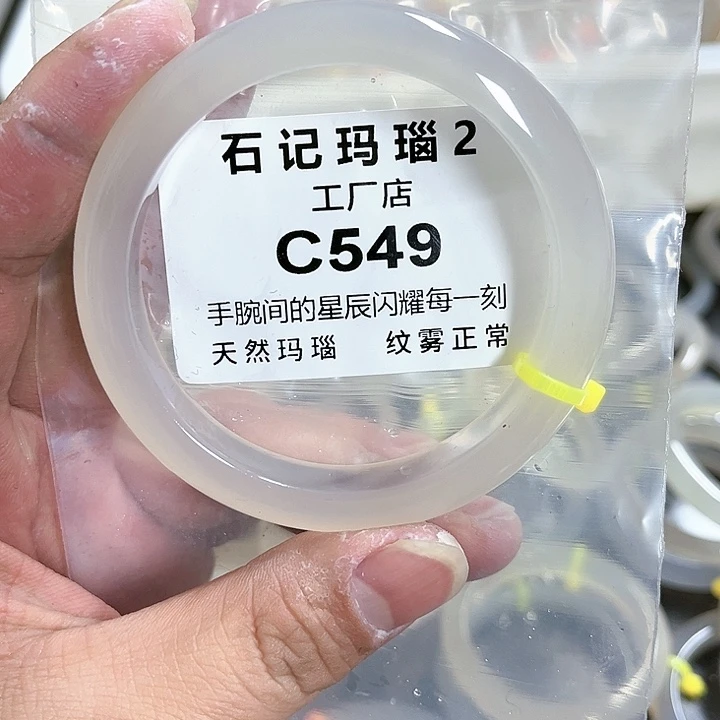 石记玛瑙2
工厂店
C549
手腕间的星辰闪耀每一刻
天然玛瑙 纹雾正常